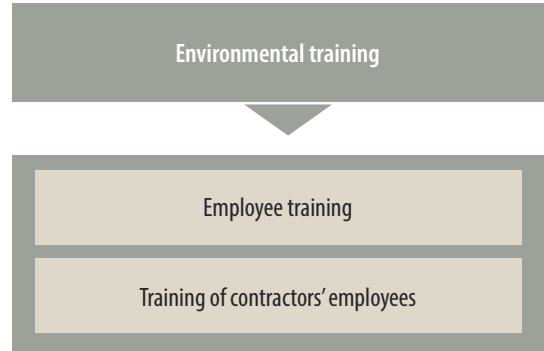 Environmental training
Employee training
Training of contractors’ employees